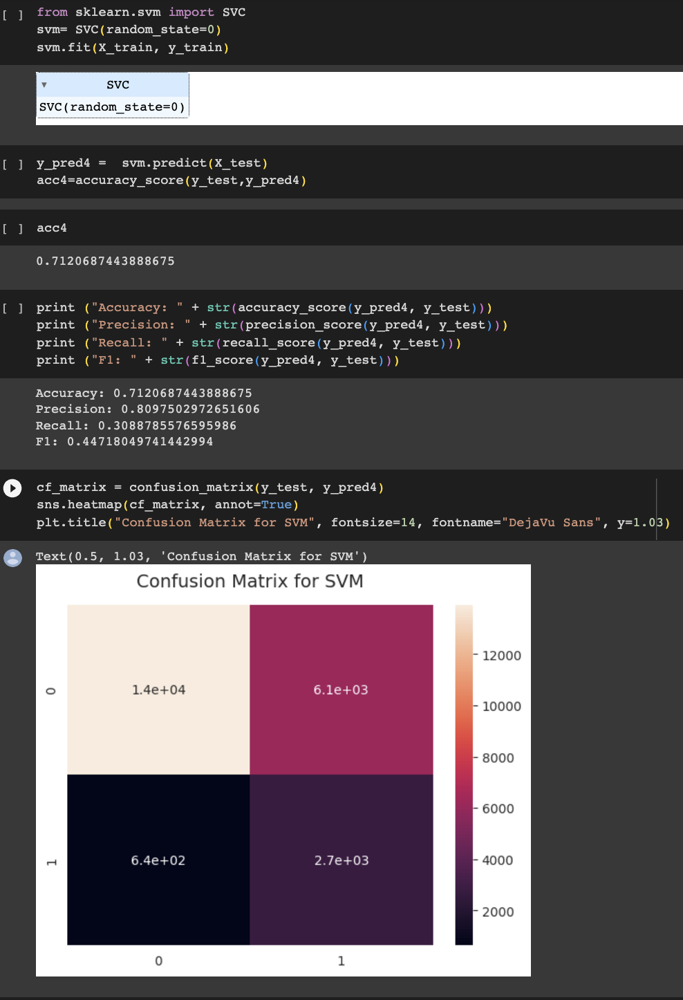 [ ] from sklearn.svm import SVC
svm= SVC(random_state=0)
svm.fit(X_train, y_train)
▾ SVC
SVC(random_state=0)
[ ] y_pred4 =  svm.predict(X_test)
acc4=accuracy_score(y_test,y_pred4)
[ ] acc4
0.7120687443888675
[ ] print ("Accuracy: " + str(accuracy_score(y_pred4, y_test)))
print ("Precision: " + str(precision_score(y_pred4, y_test)))
print ("Recall: " + str(recall_score(y_pred4, y_test)))
print ("F1: " + str(f1_score(y_pred4, y_test)))
Accuracy: 0.7120687443888675
Precision: 0.8097502972651606
Recall: 0.3088785576595986
F1: 0.44718049741442994
cf_matrix = confusion_matrix(y_test, y_pred4)
sns.heatmap(cf_matrix, annot=True)
plt.title("Confusion Matrix for SVM", fontsize=14, fontname="DejaVu Sans", y=1.03)
Text(0.5, 1.03, 'Confusion Matrix for SVM')
Confusion Matrix for SVM
12000
0 1.4e+04 6.1e+03
10000
8000
6000
1 6.4e+02 2.7e+03 4000
2000
0 1